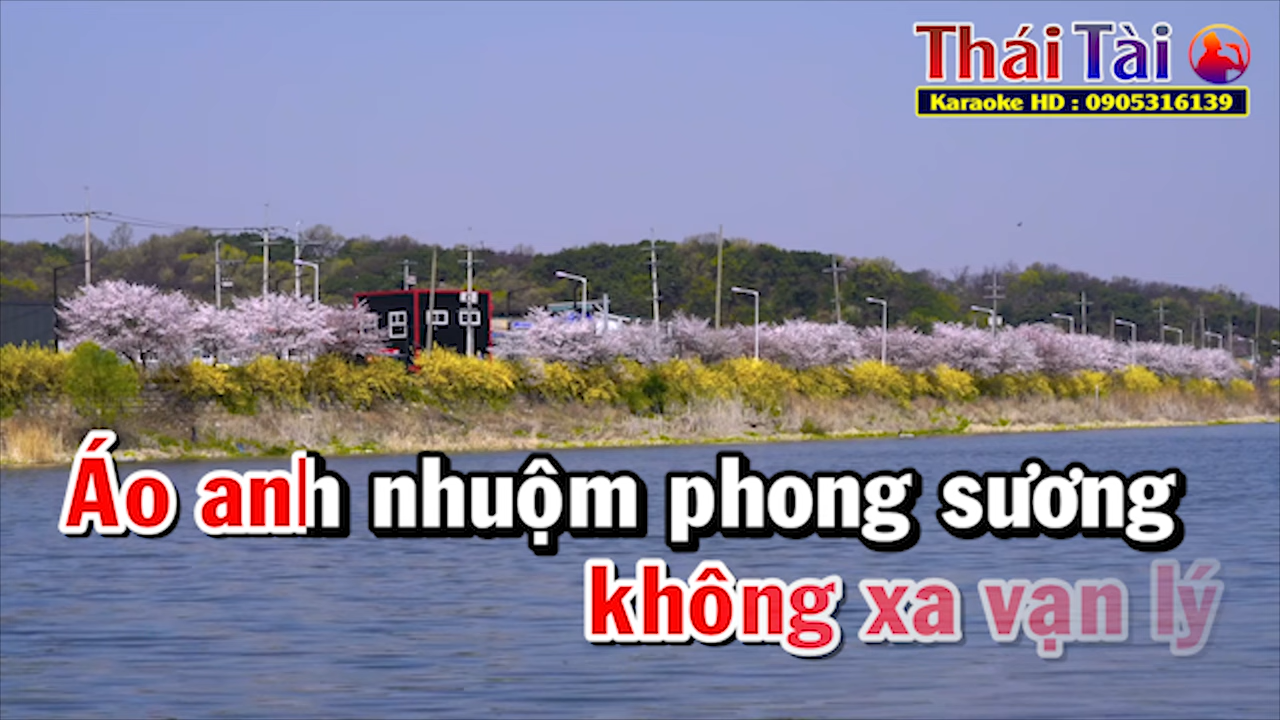 Thái Tài
Karaoke HD : 0905316139
Áo anh nhuộm phong sương
không xa vạn lý